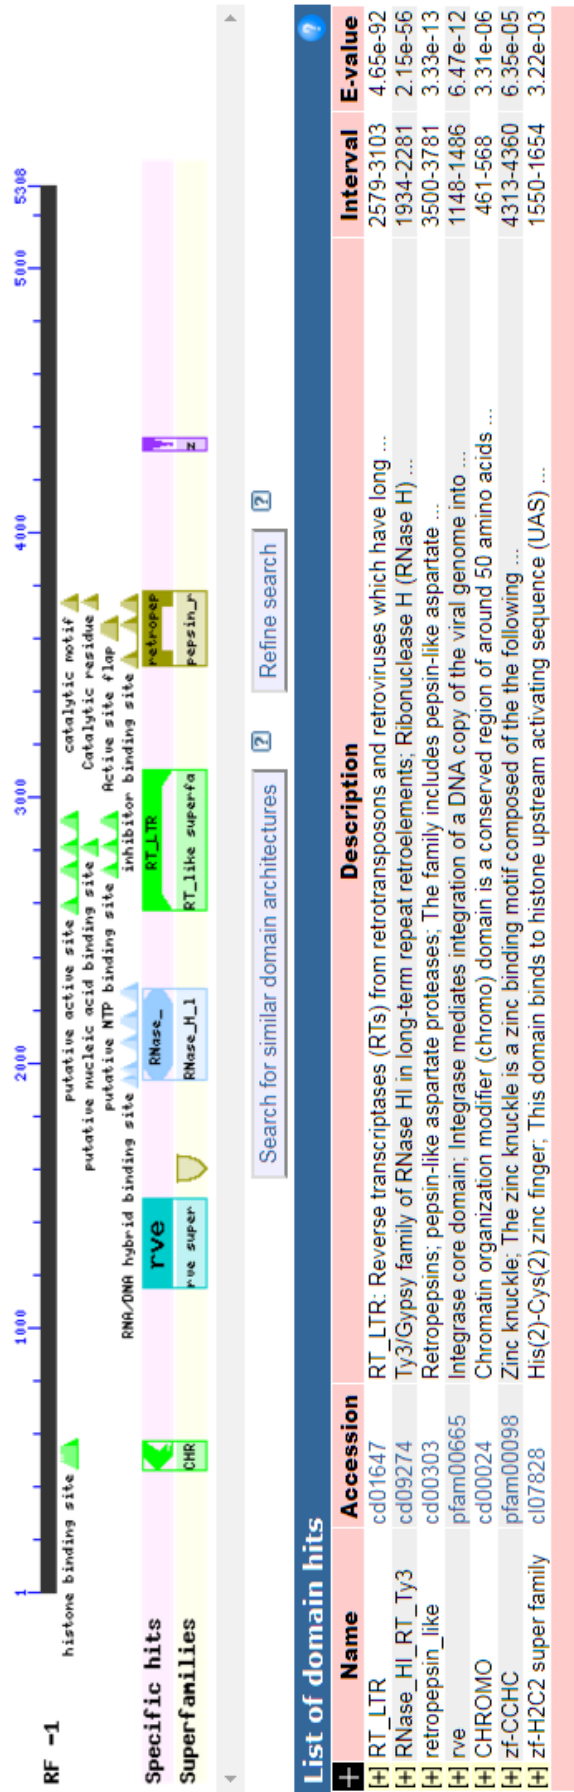 RF -1
1 1000 2000 3000 4000 5000 5308
histone binding site
putative active site
putative nucleic acid binding site
putative NTP binding site
RNA/DNA hybrid binding site
catalytic motif
Catalytic residue
Active site flap
inhibitor binding site
Specific hits
rve RNase_ RT_LTR retropep
Superfamilies
CHR rve super RNase_H_l RT_like superfa pepsin_r z
Search for similar domain architectures ? Refine search ?
List of domain hits ?
+ Name Accession Description Interval E-value
[+] RT_LTR cd01647 RT_LTR: Reverse transcriptases (RTs) from retrotransposons and retroviruses which have long ... 2579-3103 4.65e-92
[+] RNase_HI_RT_Ty3 cd09274 Ty3/Gypsy family of RNase HI in long-term repeat retroelements; Ribonuclease H (RNase H) ... 1934-2281 2.15e-56
[+] retropepsin_like cd00303 Retropepsins; pepsin-like aspartate proteases; The family includes pepsin-like aspartate ... 3500-3781 3.33e-13
[+] rve pfam00665 Integrase core domain; Integrase mediates integration of a DNA copy of the viral genome into ... 1148-1486 6.47e-12
[+] CHROMO cd00024 Chromatin organization modifier (chromo) domain is a conserved region of around 50 amino acids ... 461-568 3.31e-06
[+] zf-CCHC pfam00098 Zinc knuckle; The zinc knuckle is a zinc binding motif composed of the the following ... 4313-4360 6.35e-05
[+] zf-H2C2 super family cl07828 His(2)-Cys(2) zinc finger; This domain binds to histone upstream activating sequence (UAS) ... 1550-1654 3.22e-03